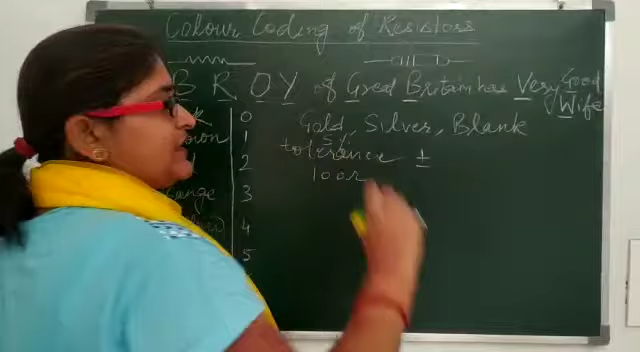 Colour Coding of Resistors
B R O Y of Great Britain has Very Good Wife
0
1
2
3
4
5
Gold, Silver, Blank
5%
tolerance ±
100r